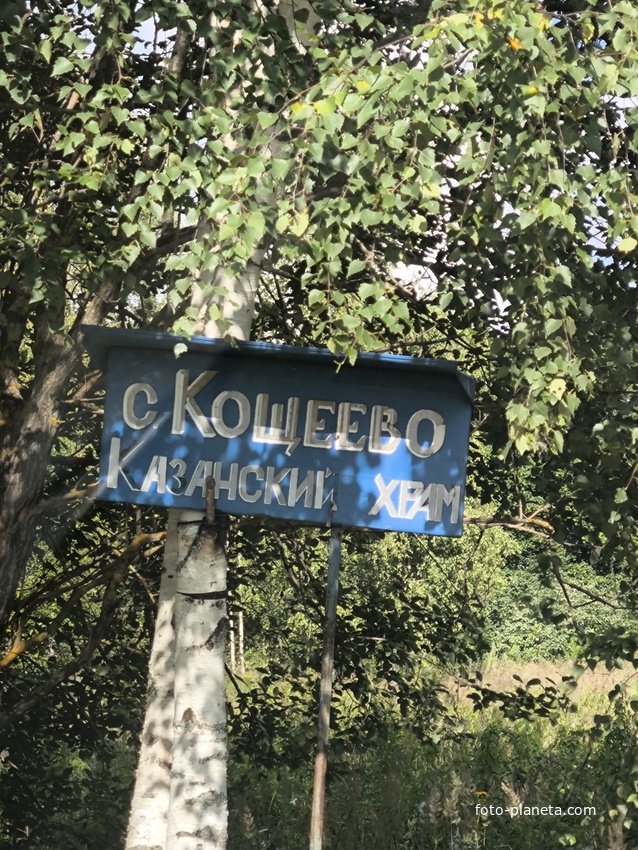 с. Кощеево
Казанский храм
foto-planeta.com